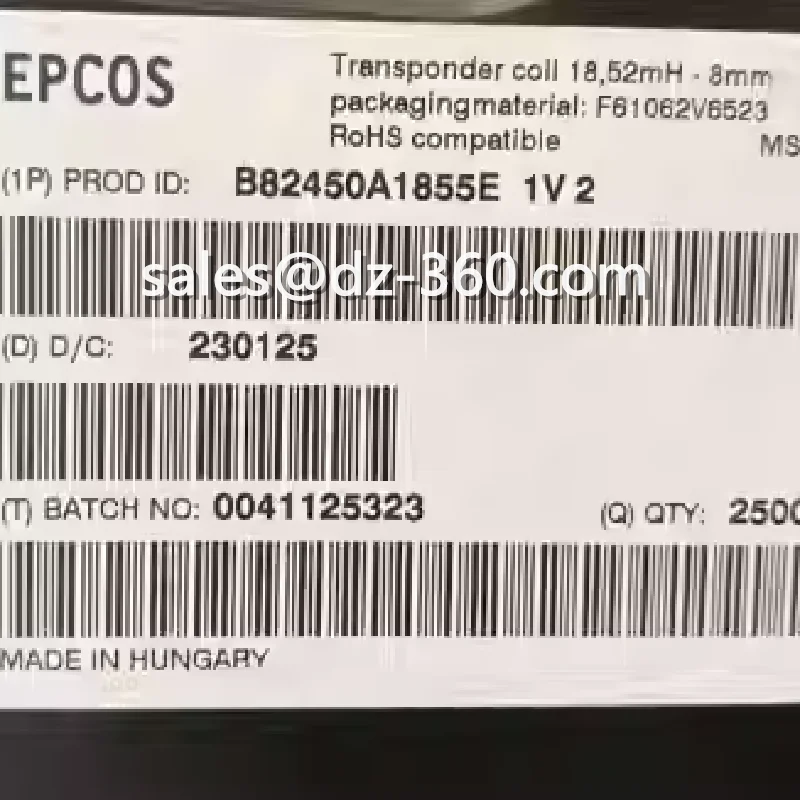 EPCOS
Transponder coil 18,52mH - 8mm
packagingmaterial: F61062V6523
RoHS compatible
MS
(1P) PROD ID: B82450A1855E 1V 2
sales@dz-360.com
(D) D/C: 230125
(T) BATCH NO: 0041125323
(Q) QTY: 2500
MADE IN HUNGARY